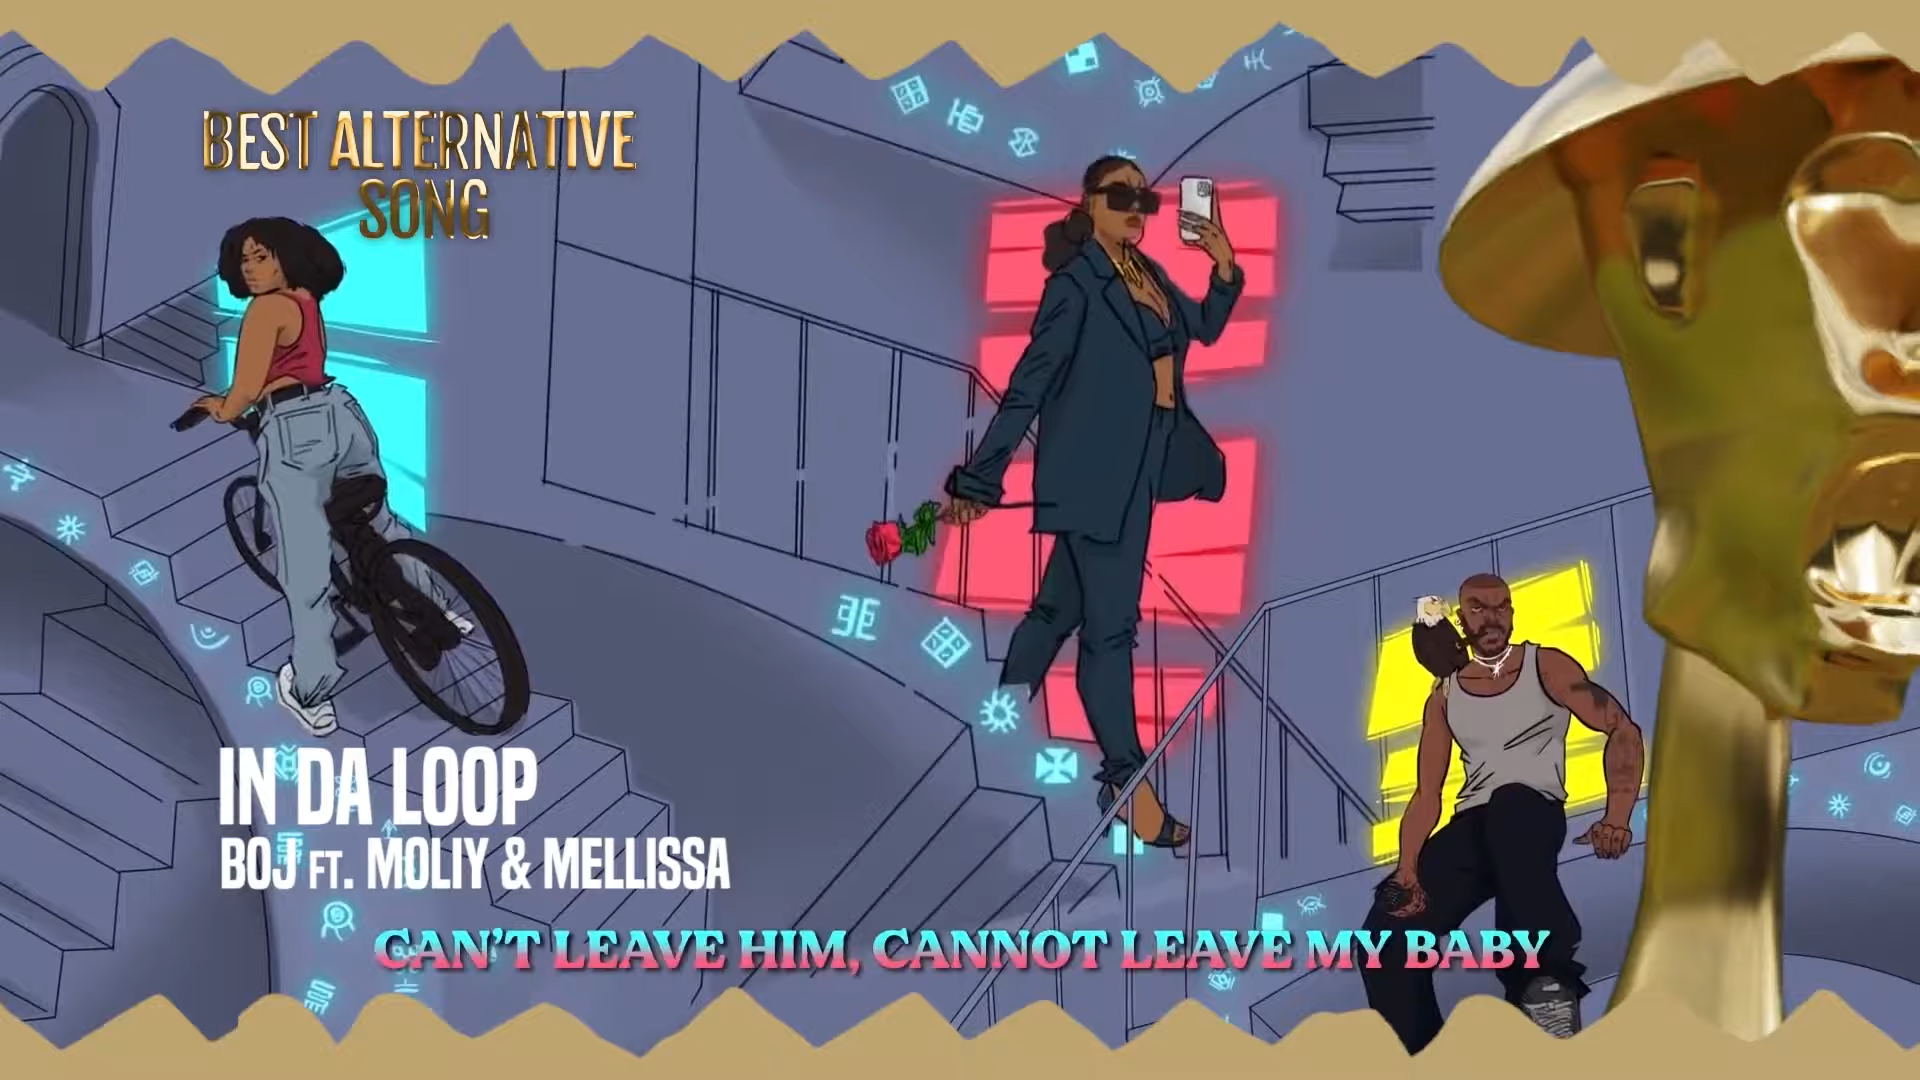 BEST ALTERNATIVE
SONG
IN DA LOOP
BOJ FT. MOLIY & MELLISSA
CAN'T LEAVE HIM, CANNOT LEAVE MY BABY